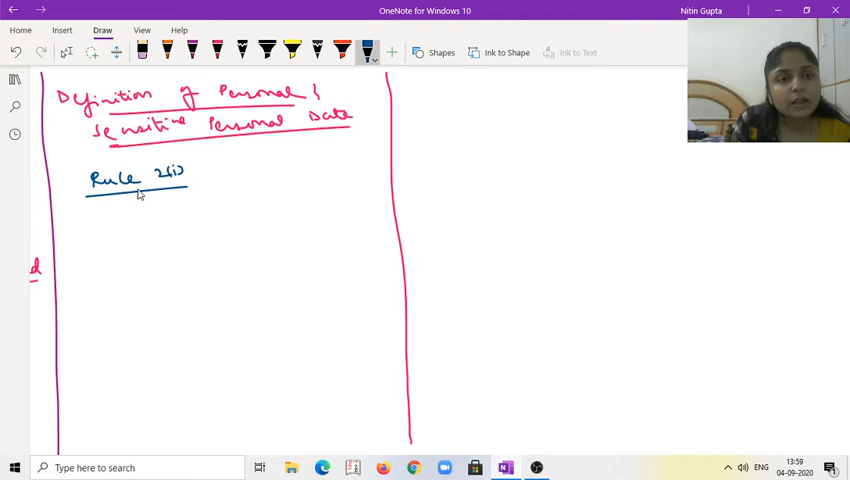 OneNote for Windows 10
Nitin Gupta
Home Insert Draw View Help
Shapes Ink to Shape Ink to Text
Definition of Personal &
Sensitive Personal Data
Rule 2(i)
d
Type here to search
ENG
13:59
04-09-2020